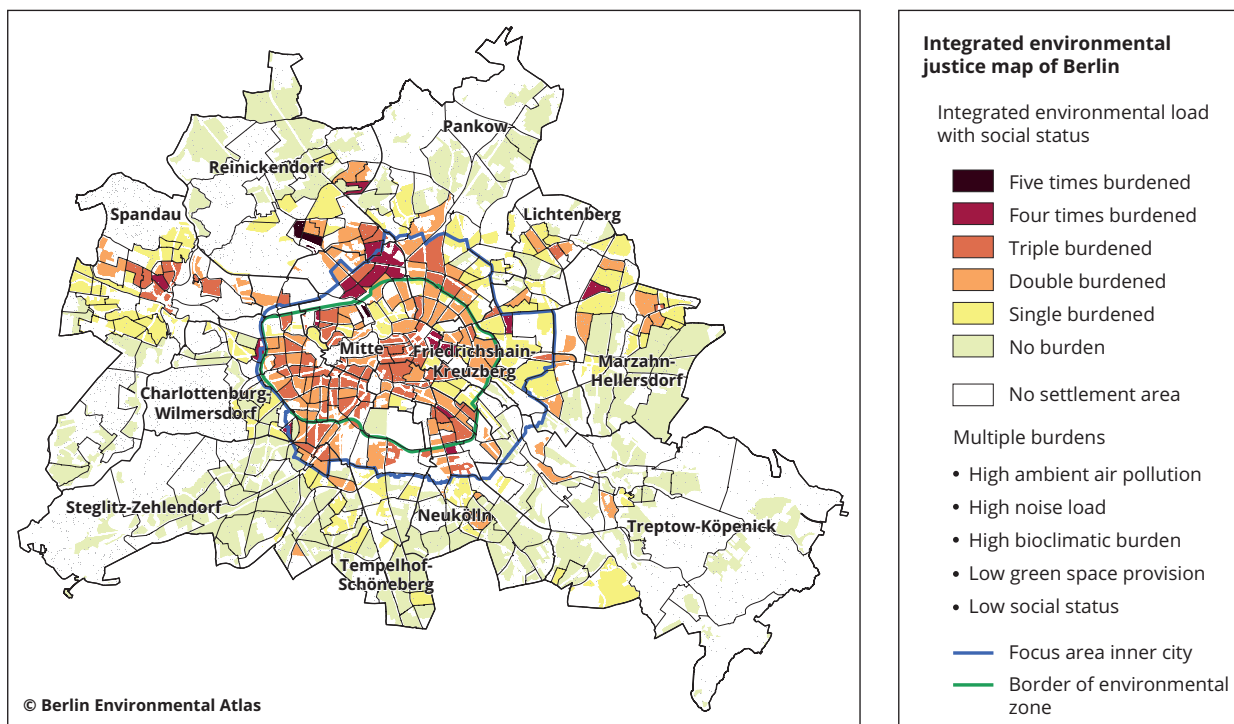 Pankow
Reinickendorf
Spandau
Lichtenberg
Mitte
Friedrichshain-
Kreuzberg
Marzahn-
Hellersdorf
Charlottenburg-
Wilmersdorf
Steglitz-Zehlendorf
Neukölln
Treptow-Köpenick
Tempelhof-
Schöneberg
© Berlin Environmental Atlas
Integrated environmental
justice map of Berlin
Integrated environmental load
with social status
Five times burdened
Four times burdened
Triple burdened
Double burdened
Single burdened
No burden
No settlement area
Multiple burdens
• High ambient air pollution
• High noise load
• High bioclimatic burden
• Low green space provision
• Low social status
Focus area inner city
Border of environmental
zone